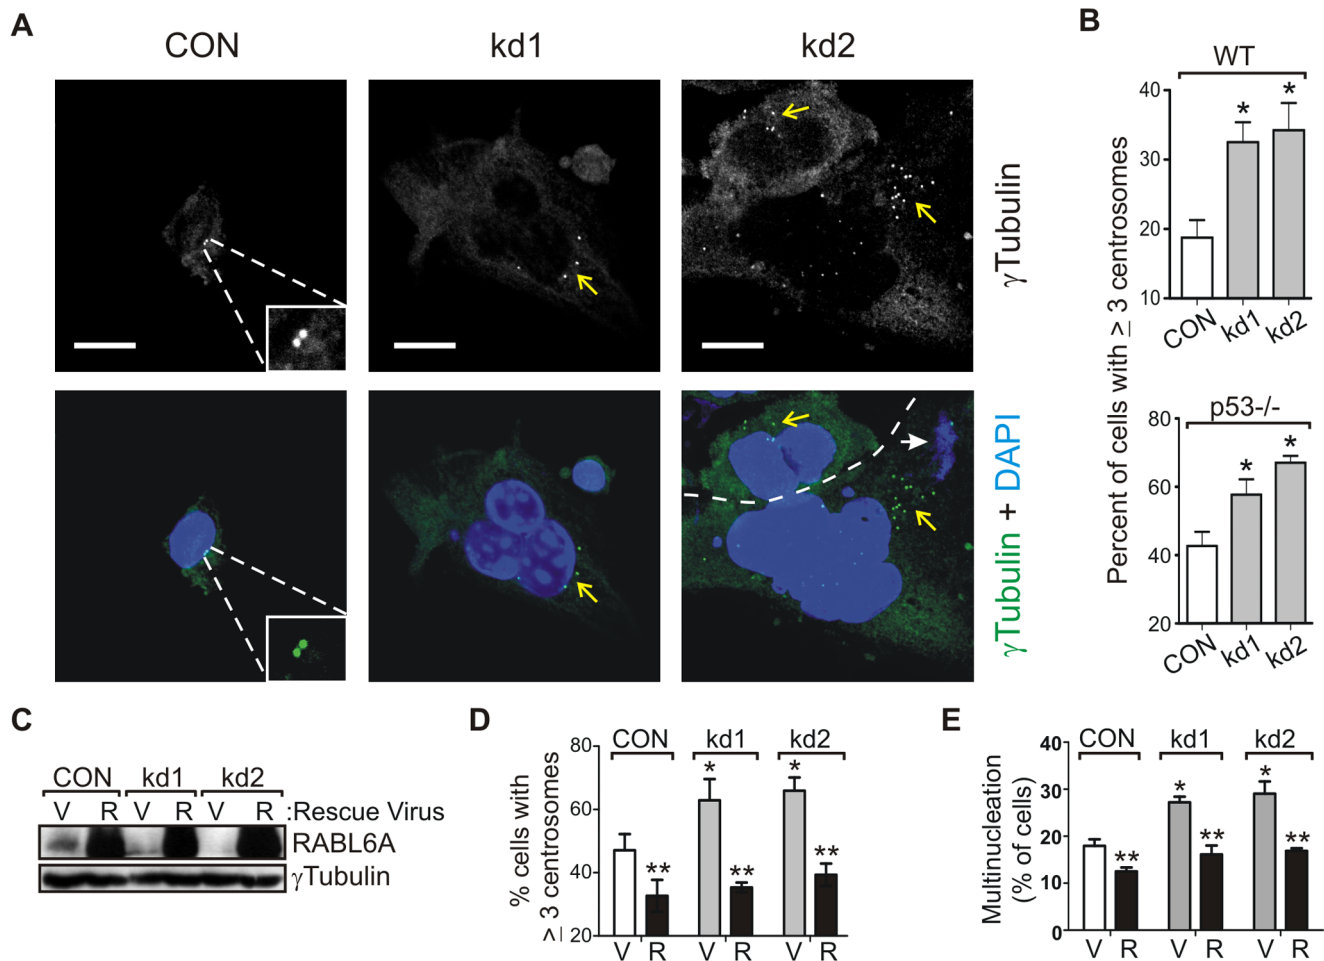 A
CON
kd1
kd2
γTubulin
γTubulin + DAPI
B
WT
Percent of cells with ≥ 3 centrosomes
40
30
20
10
*
*
CON
kd1
kd2
p53-/-
80
60
40
20
*
*
CON
kd1
kd2
C
CON kd1 kd2
V R V R V R :Rescue Virus
RABL6A
γTubulin
D
% cells with
≥ 3 centrosomes
80
60
40
20
CON kd1 kd2
* *
** ** **
V R V R V R
E
Multinucleation
(% of cells)
40
30
20
10
0
CON kd1 kd2
* *
** ** **
V R V R V R